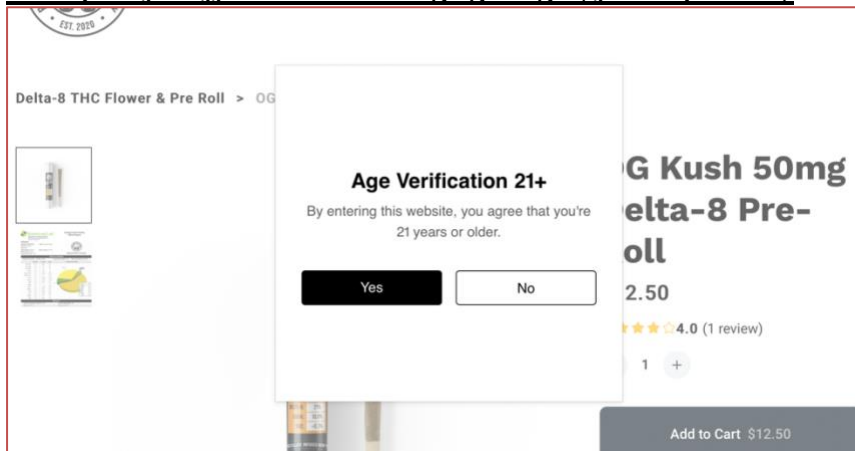 EST. 2020
Delta-8 THC Flower & Pre Roll > OG
Age Verification 21+
By entering this website, you agree that you're
21 years or older.
Yes
No
G Kush 50mg
elta-8 Pre-
oll
2.50
4.0 (1 review)
1 +
Add to Cart $12.50